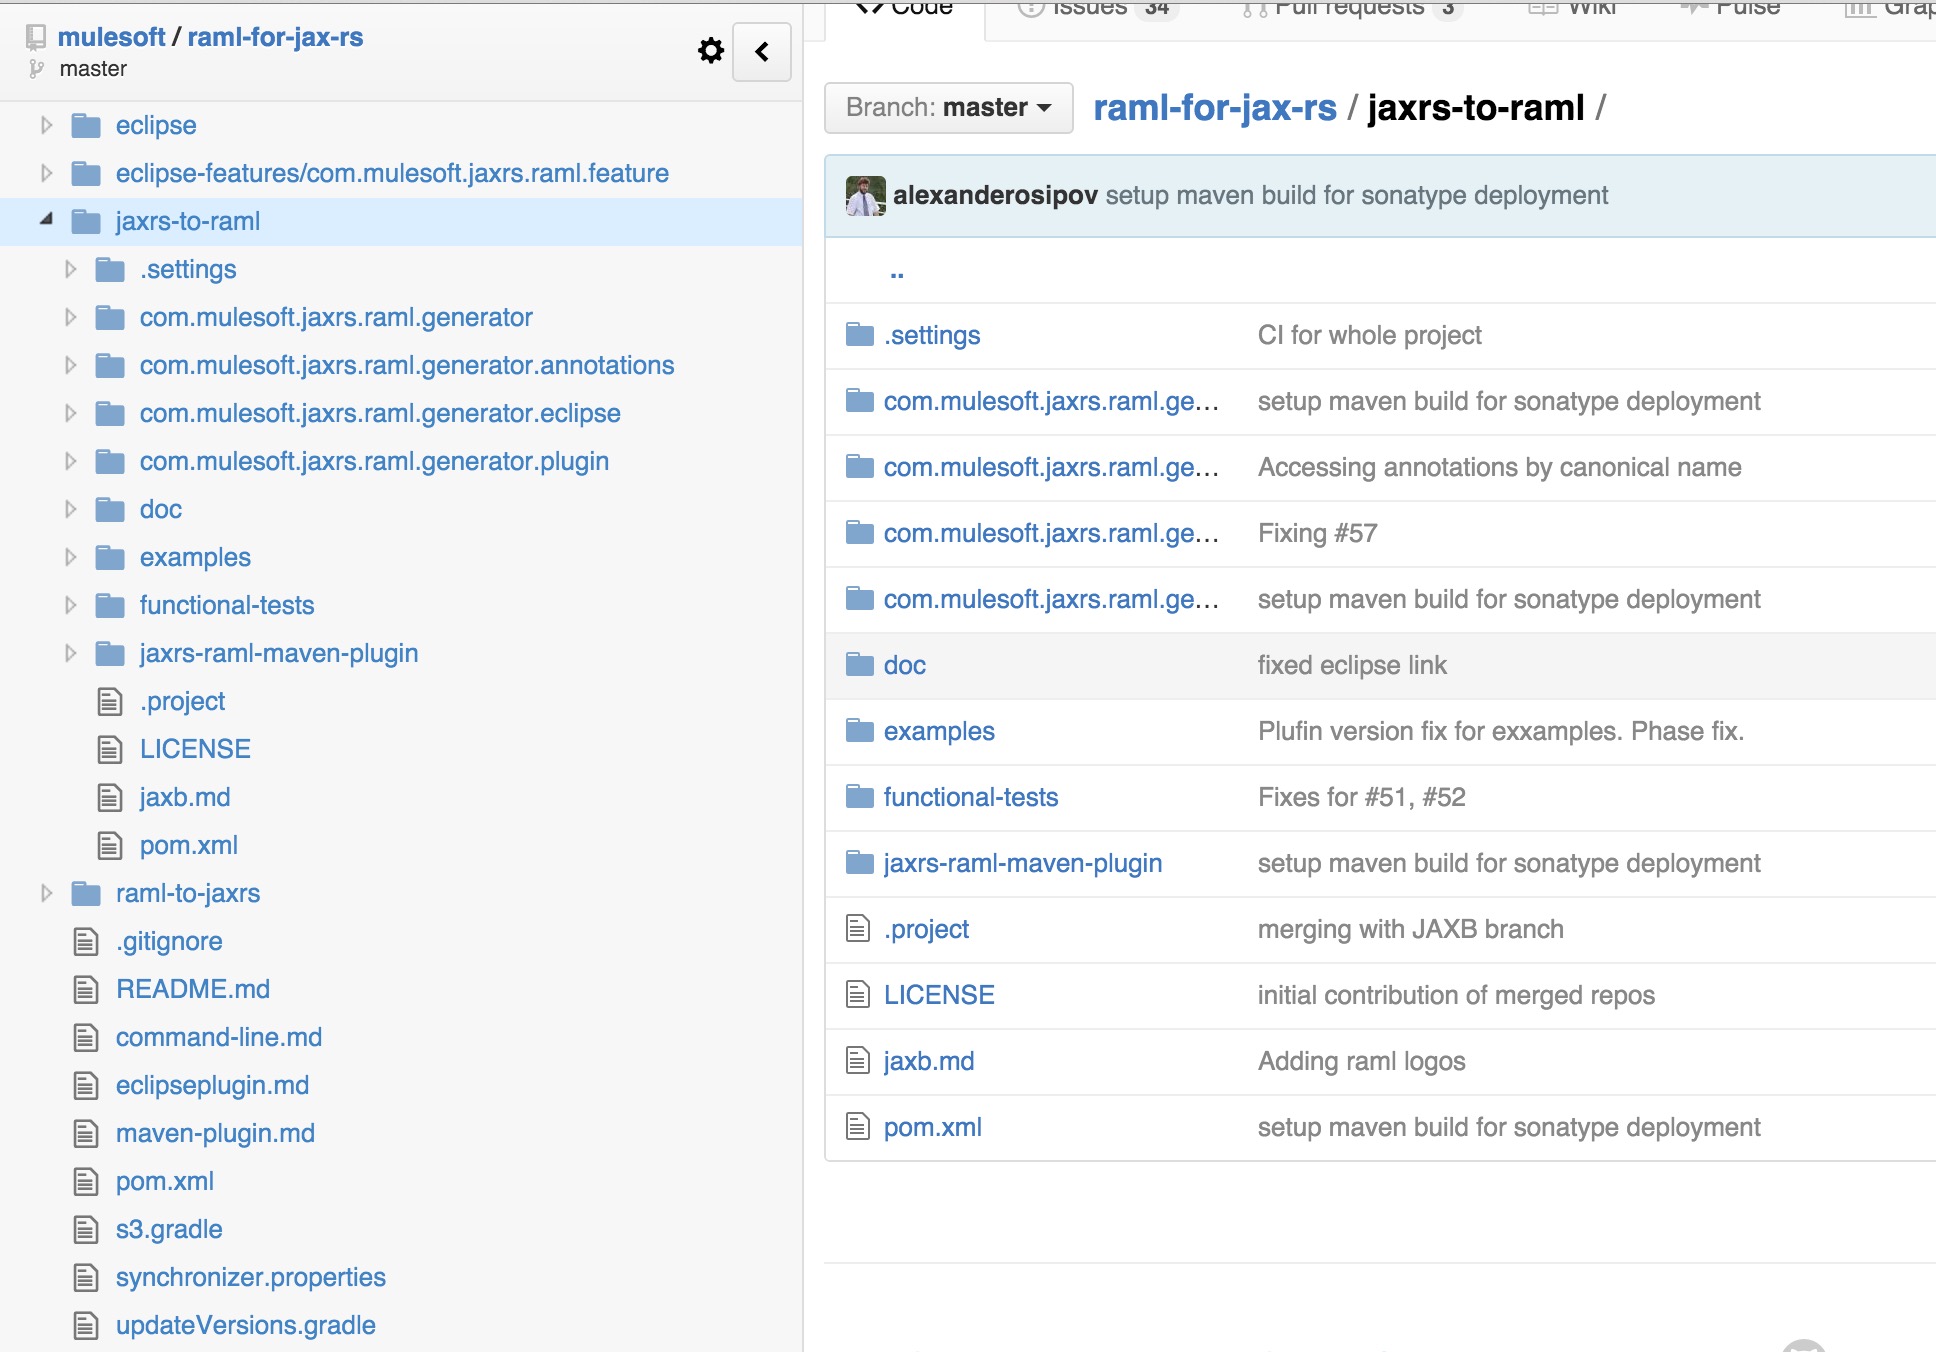 mulesoft / raml-for-jax-rs
master
eclipse
eclipse-features/com.mulesoft.jaxrs.raml.feature
jaxrs-to-raml
.settings
com.mulesoft.jaxrs.raml.generator
com.mulesoft.jaxrs.raml.generator.annotations
com.mulesoft.jaxrs.raml.generator.eclipse
com.mulesoft.jaxrs.raml.generator.plugin
doc
examples
functional-tests
jaxrs-raml-maven-plugin
.project
LICENSE
jaxb.md
pom.xml
raml-to-jaxrs
.gitignore
README.md
command-line.md
eclipseplugin.md
maven-plugin.md
pom.xml
s3.gradle
synchronizer.properties
updateVersions.gradle
Code Issues 34 Pull requests 3 Wiki Pulse
Branch: master raml-for-jax-rs / jaxrs-to-raml /
alexanderosipov setup maven build for sonatype deployment
..
.settings CI for whole project
com.mulesoft.jaxrs.raml.ge... setup maven build for sonatype deployment
com.mulesoft.jaxrs.raml.ge... Accessing annotations by canonical name
com.mulesoft.jaxrs.raml.ge... Fixing #57
com.mulesoft.jaxrs.raml.ge... setup maven build for sonatype deployment
doc fixed eclipse link
examples Plufin version fix for exxamples. Phase fix.
functional-tests Fixes for #51, #52
jaxrs-raml-maven-plugin setup maven build for sonatype deployment
.project merging with JAXB branch
LICENSE initial contribution of merged repos
jaxb.md Adding raml logos
pom.xml setup maven build for sonatype deployment